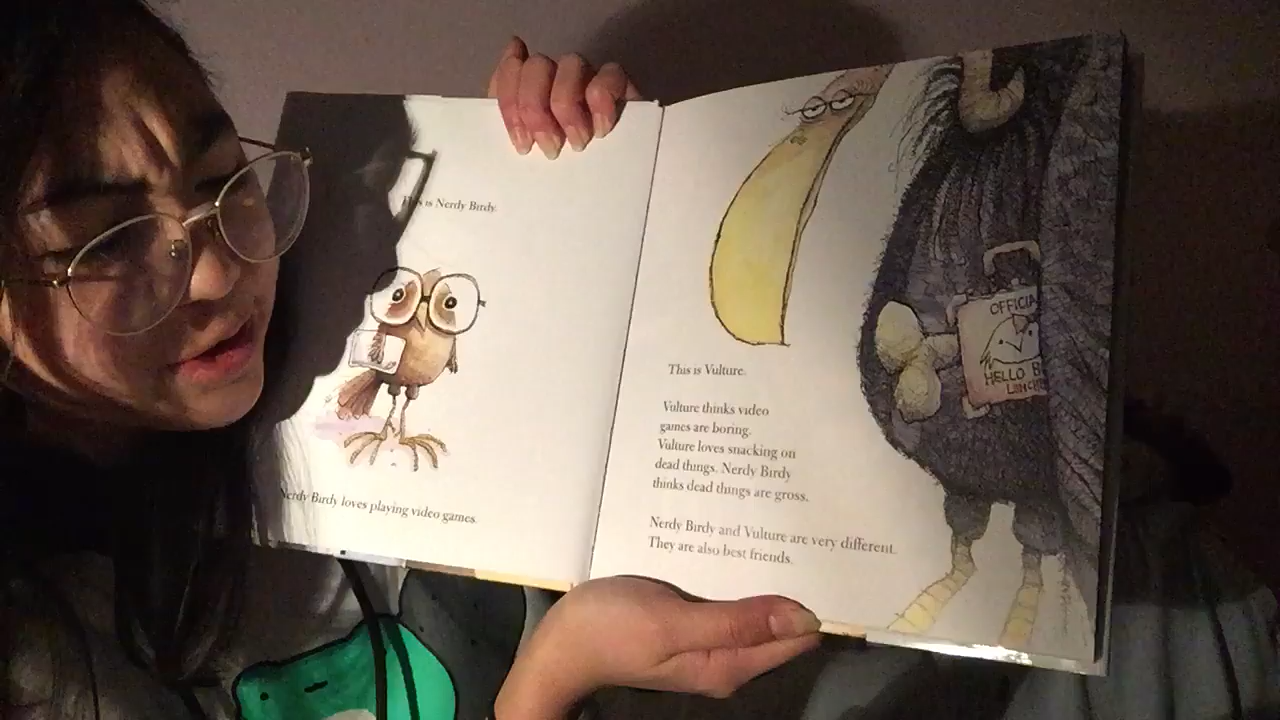 This is Nerdy Birdy.
Nerdy Birdy loves playing video games.
This is Vulture.
Vulture thinks video
games are boring.
Vulture loves snacking on
dead things. Nerdy Birdy
thinks dead things are gross.
Nerdy Birdy and Vulture are very different.
They are also best friends.
OFFICIA
HELLO B